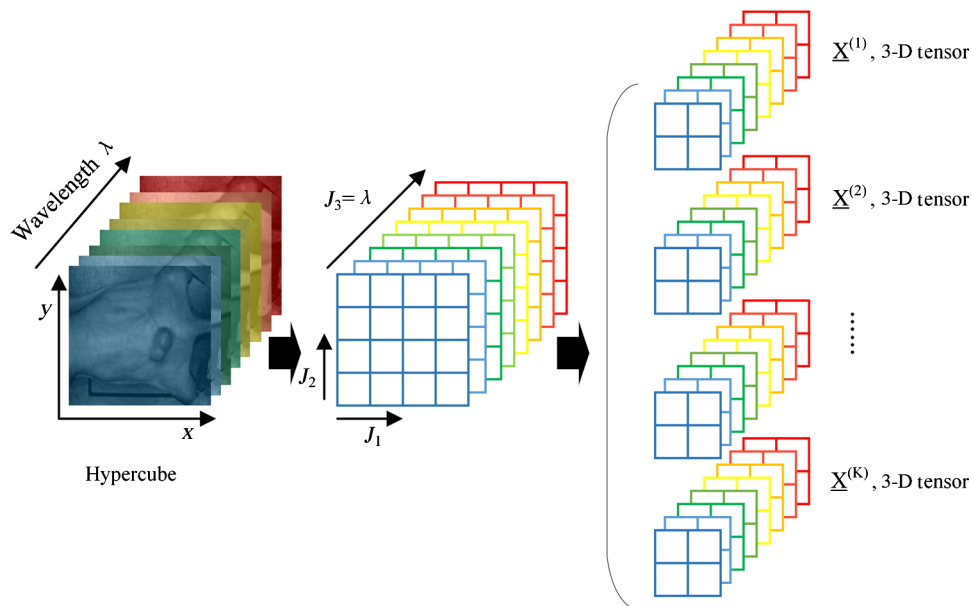 Wavelength λ
y
x
Hypercube
J₃= λ
J₂
J₁
X̲⁽¹⁾, 3-D tensor
X̲⁽²⁾, 3-D tensor
......
X̲⁽ᴷ⁾, 3-D tensor